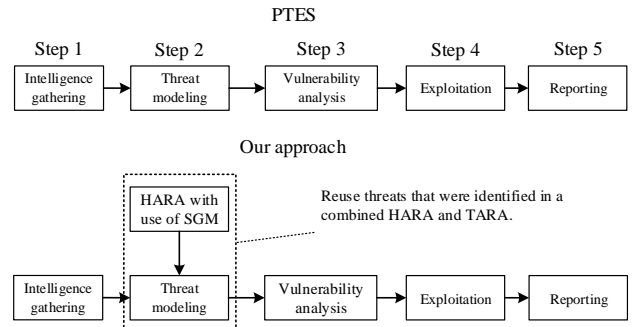 PTES
Step 1 Step 2 Step 3 Step 4 Step 5
Intelligence
gathering
Threat
modeling
Vulnerability
analysis
Exploitation
Reporting
Our approach
HARA with
use of SGM
Reuse threats that were identified in a
combined HARA and TARA.
Intelligence
gathering
Threat
modeling
Vulnerability
analysis
Exploitation
Reporting